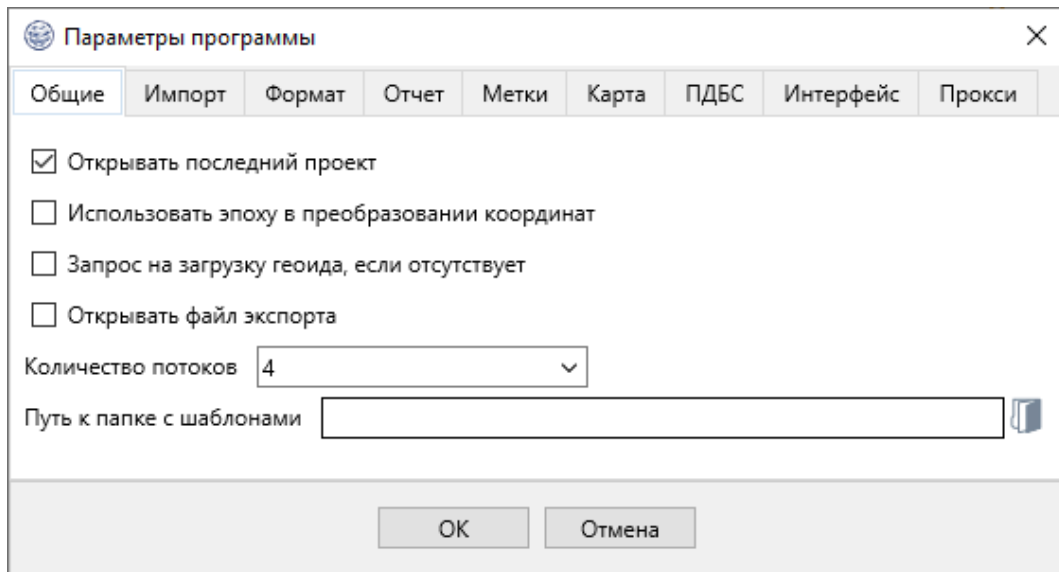 Параметры программы
Общие Импорт Формат Отчет Метки Карта ПДБС Интерфейс Прокси
Открывать последний проект
Использовать эпоху в преобразовании координат
Запрос на загрузку геоида, если отсутствует
Открывать файл экспорта
Количество потоков 4
Путь к папке с шаблонами
ОК Отмена